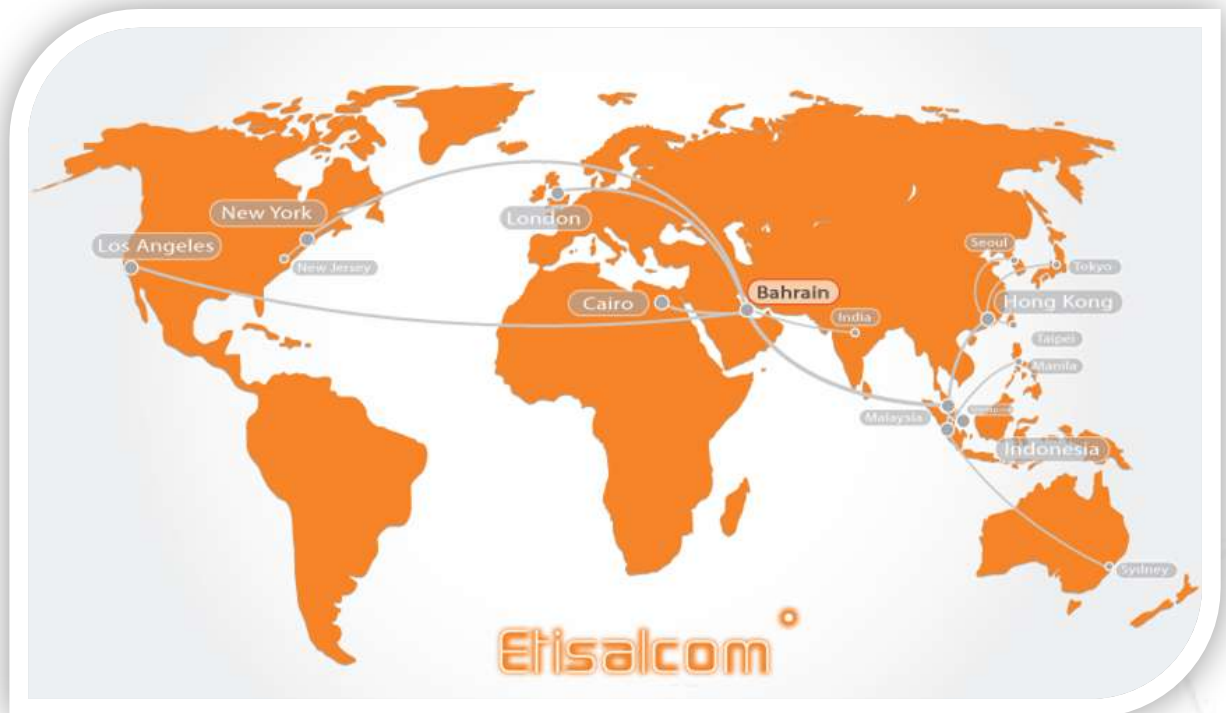 New York
Los Angeles
New Jersey
London
Cairo
Bahrain
India
Seoul
Tokyo
Hong Kong
Taipei
Manila
Malaysia
Indonesia
Sydney
Etisalcom